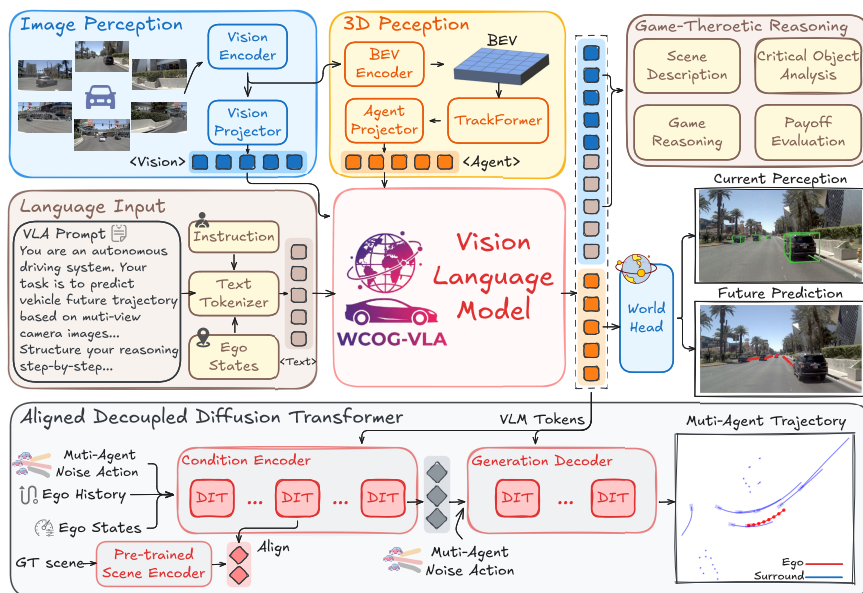 Image Perception
Vision
Encoder
Vision
Projector
<Vision>
3D Peception
BEV
Encoder
BEV
Agent
Projector
TrackFormer
<Agent>
Game-Theroetic Reasoning
Scene
Description
Critical Object
Analysis
Game
Reasoning
Payoff
Evaluation
Language Input
VLA Prompt
You are an autonomous
driving system. Your
task is to predict
vehicle future trajectory
based on muti-view
camera images...
Structure your reasoning
step-by-step...
Instruction
Text
Tokenizer
Ego
States
<Text>
WCOG-VLA
Vision
Language
Model
World
Head
Current Perception
Future Prediction
Aligned Decoupled Diffusion Transformer
VLM Tokens
Muti-Agent
Noise Action
Ego History
Ego States
GT scene
Pre-trained
Scene Encoder
Condition Encoder
DIT
...
DIT
...
DIT
Align
Muti-Agent
Noise Action
Generation Decoder
DIT
...
DIT
Muti-Agent Trajectory
Ego
Surround